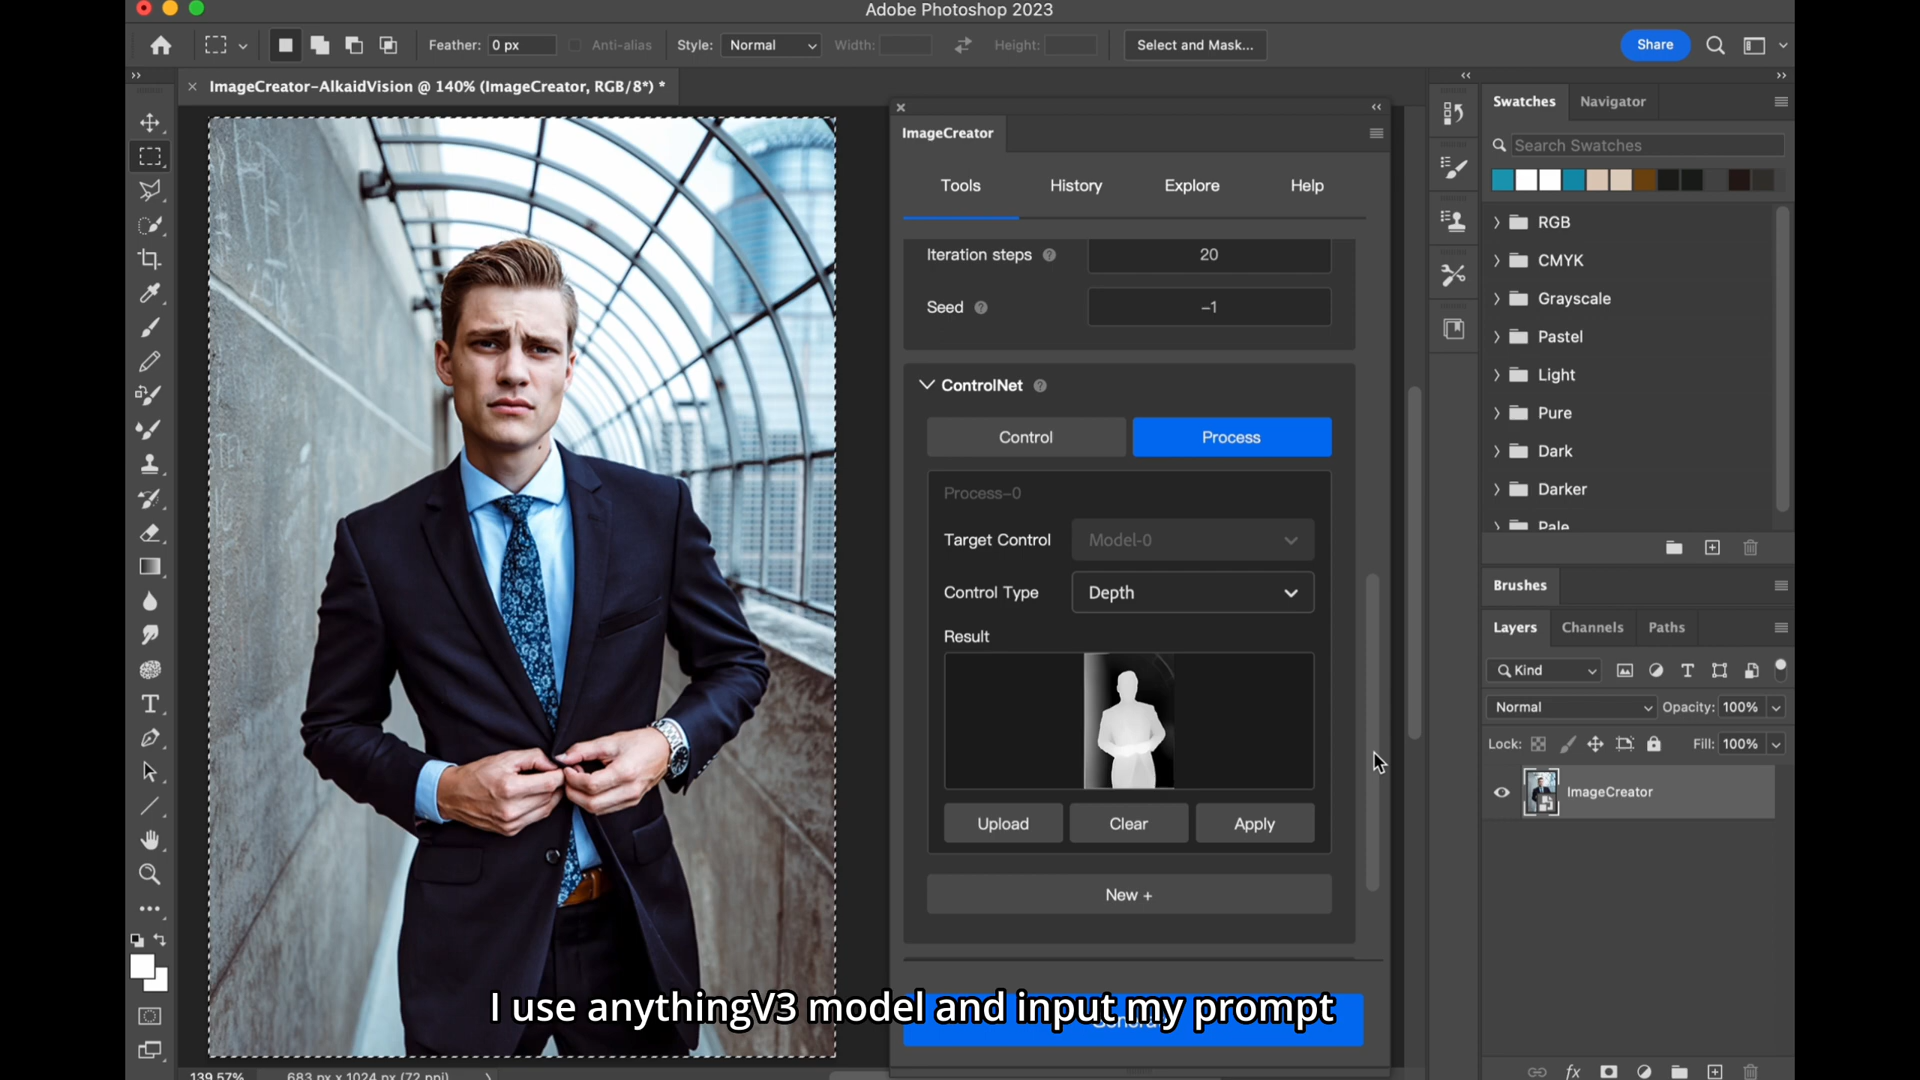 Adobe Photoshop 2023
Feather: 0 px Anti-alias Style: Normal Width: Height: Select and Mask... Share
ImageCreator-AlkaidVision @ 140% (ImageCreator, RGB/8*) *
ImageCreator
Tools History Explore Help
Iteration steps 20
Seed -1
ControlNet
Control Process
Process-0
Target Control Model-0
Control Type Depth
Result
Upload Clear Apply
New +
I use anythingV3 model and input my prompt
139.57% 683 px x 1024 px (72 ppi)
Swatches Navigator
Search Swatches
RGB
CMYK
Grayscale
Pastel
Light
Pure
Dark
Darker
Pale
Brushes
Layers Channels Paths
Kind
Normal Opacity: 100%
Lock: Fill: 100%
ImageCreator
fx